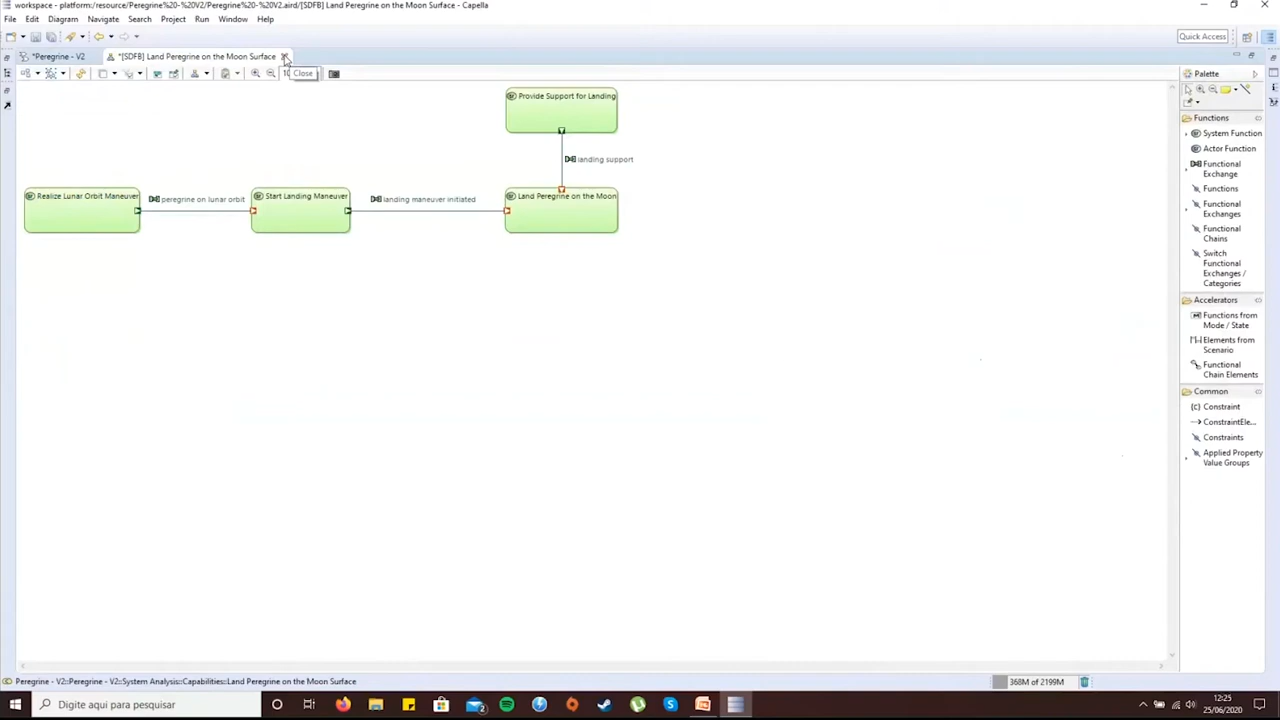 workspace - platform:/resource/Peregrine%20-%20V2/Peregrine%20-%20V2.aird/[SDFB] Land Peregrine on the Moon Surface - Capella
File Edit Diagram Navigate Search Project Run Window Help
Quick Access
*Peregrine - V2
*[SDFB] Land Peregrine on the Moon Surface
Close
Palette
Provide Support for Landing
landing support
Realize Lunar Orbit Maneuver
peregrine on lunar orbit
Start Landing Maneuver
landing maneuver initiated
Land Peregrine on the Moon
Functions
System Function
Actor Function
Functional
Exchange
Functions
Functional
Exchanges
Functional
Chains
Switch
Functional
Exchanges /
Categories
Accelerators
Functions from
Mode / State
Elements from
Scenario
Functional
Chain Elements
Common
Constraint
ConstraintEle...
Constraints
Applied Property
Value Groups
Peregrine - V2::Peregrine - V2::System Analysis::Capabilities::Land Peregrine on the Moon Surface
368M of 2199M
Digite aqui para pesquisar
2
12:25
25/06/2020